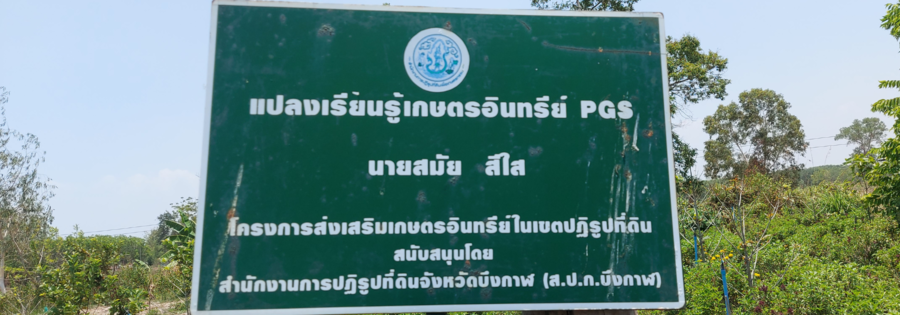 แปลงเรียนรู้เกษตรอินทรีย์ PGS
นายสมัย สีใส
โครงการส่งเสริมเกษตรอินทรีย์ในเขตปฏิรูปที่ดิน
สนับสนุนโดย
สำนักงานการปฏิรูปที่ดินจังหวัดบึงกาฬ (ส.ป.ก.บึงกาฬ)